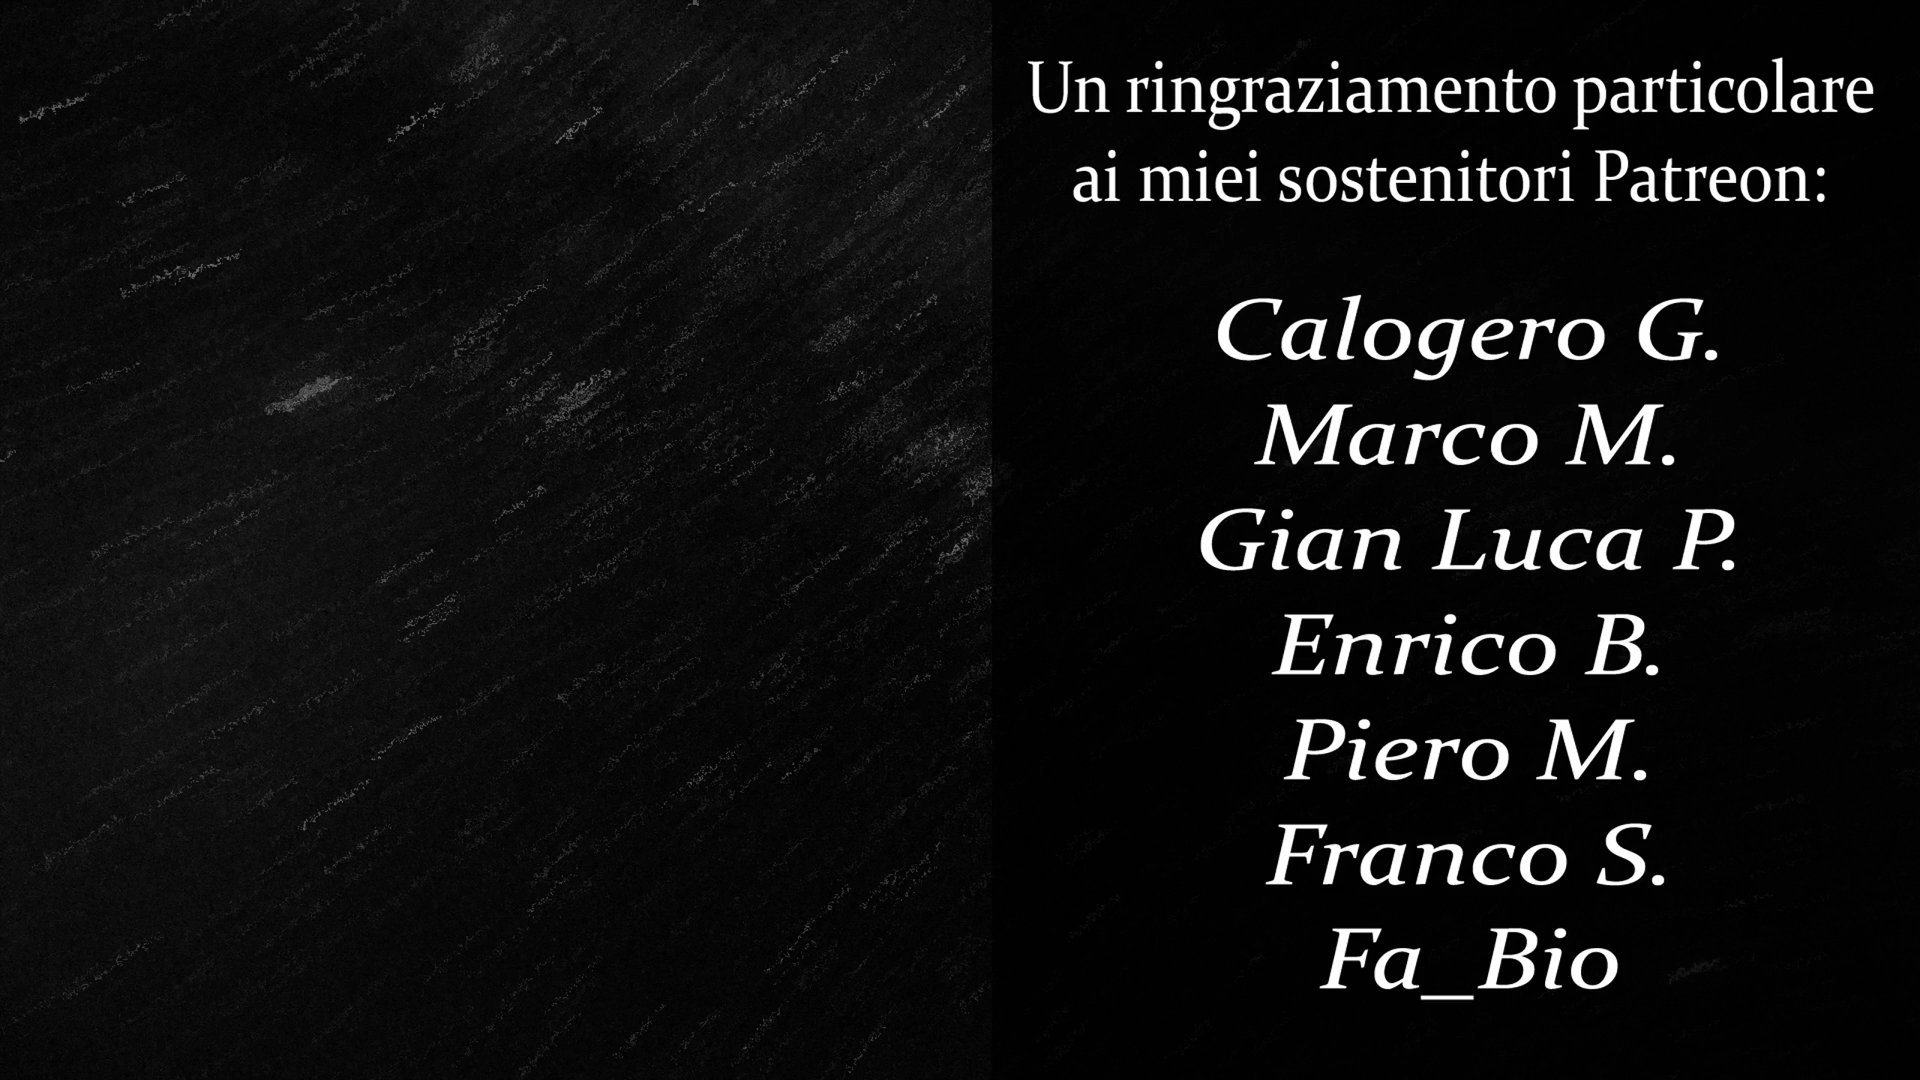 Un ringraziamento particolare
ai miei sostenitori Patreon:
Calogero G.
Marco M.
Gian Luca P.
Enrico B.
Piero M.
Franco S.
Fa_Bio